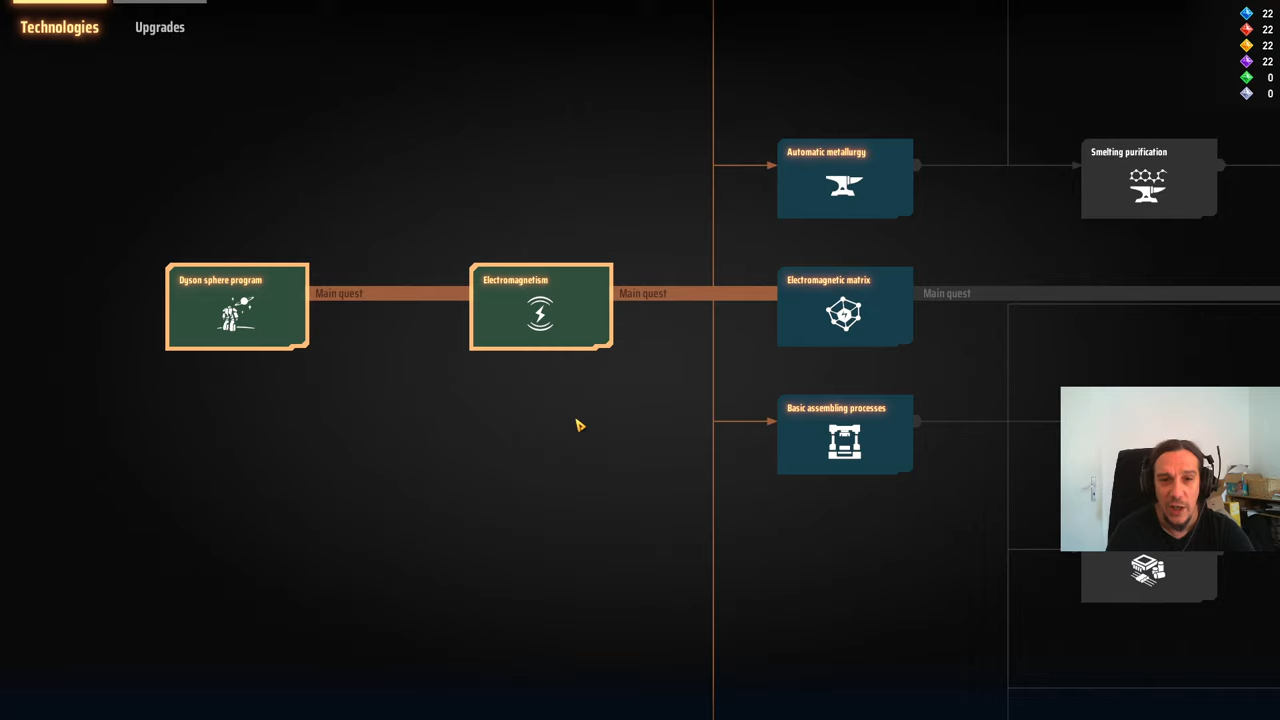 Technologies
Upgrades
22
22
22
22
0
0
Automatic metallurgy
Smelting purification
Dyson sphere program
Main quest
Electromagnetism
Main quest
Electromagnetic matrix
Main quest
Basic assembling processes